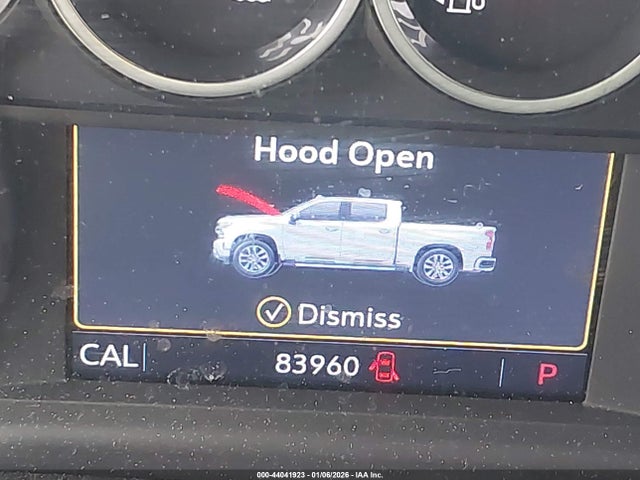 Hood Open
Dismiss
CAL
83960
P
000-44041923 - 01/06/2026 - IAA Inc.